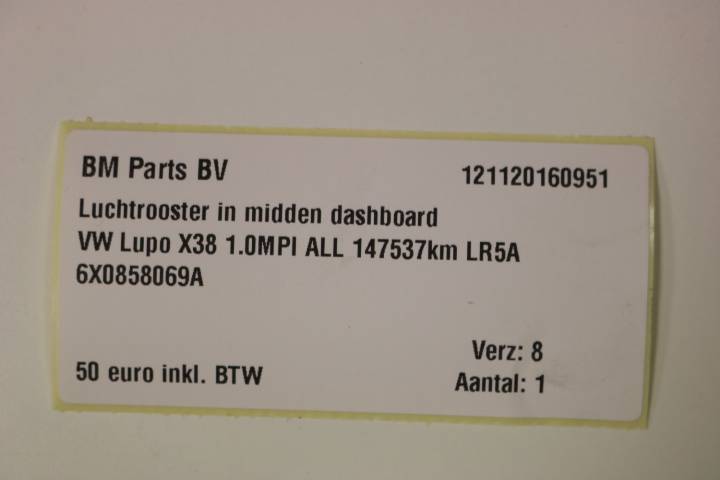 BM Parts BV 121120160951
Luchtrooster in midden dashboard
VW Lupo X38 1.0MPI ALL 147537km LR5A
6X0858069A
Verz: 8
50 euro inkl. BTW Aantal: 1